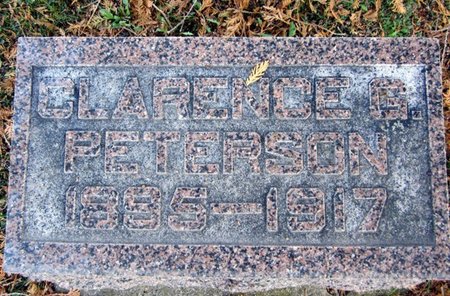 CLARENCE G.
PETERSON
1895-1917